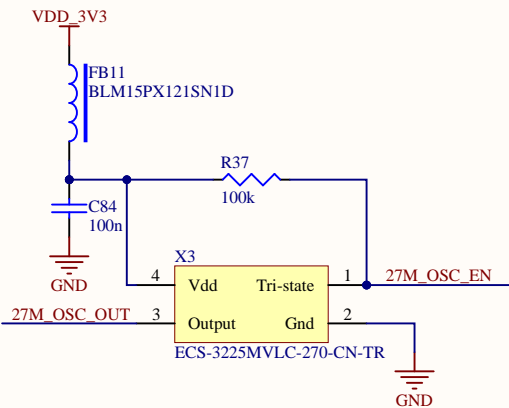 VDD_3V3
FB11
BLM15PX121SN1D
R37
100k
C84
100n
GND
X3
4 Vdd Tri-state 1 27M_OSC_EN
27M_OSC_OUT 3 Output Gnd 2
ECS-3225MVLC-270-CN-TR
GND